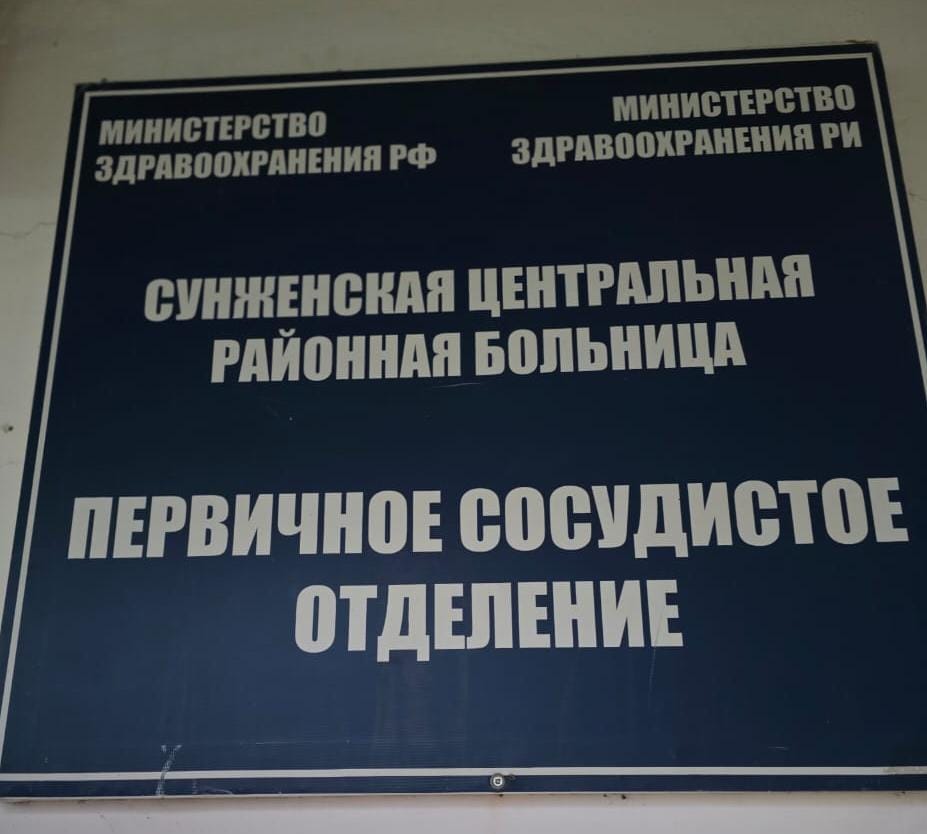 МИНИСТЕРСТВО
ЗДРАВООХРАНЕНИЯ РФ
МИНИСТЕРСТВО
ЗДРАВООХРАНЕНИЯ РИ
СУНЖЕНСКАЯ ЦЕНТРАЛЬНАЯ
РАЙОННАЯ БОЛЬНИЦА
ПЕРВИЧНОЕ СОСУДИСТОЕ
ОТДЕЛЕНИЕ